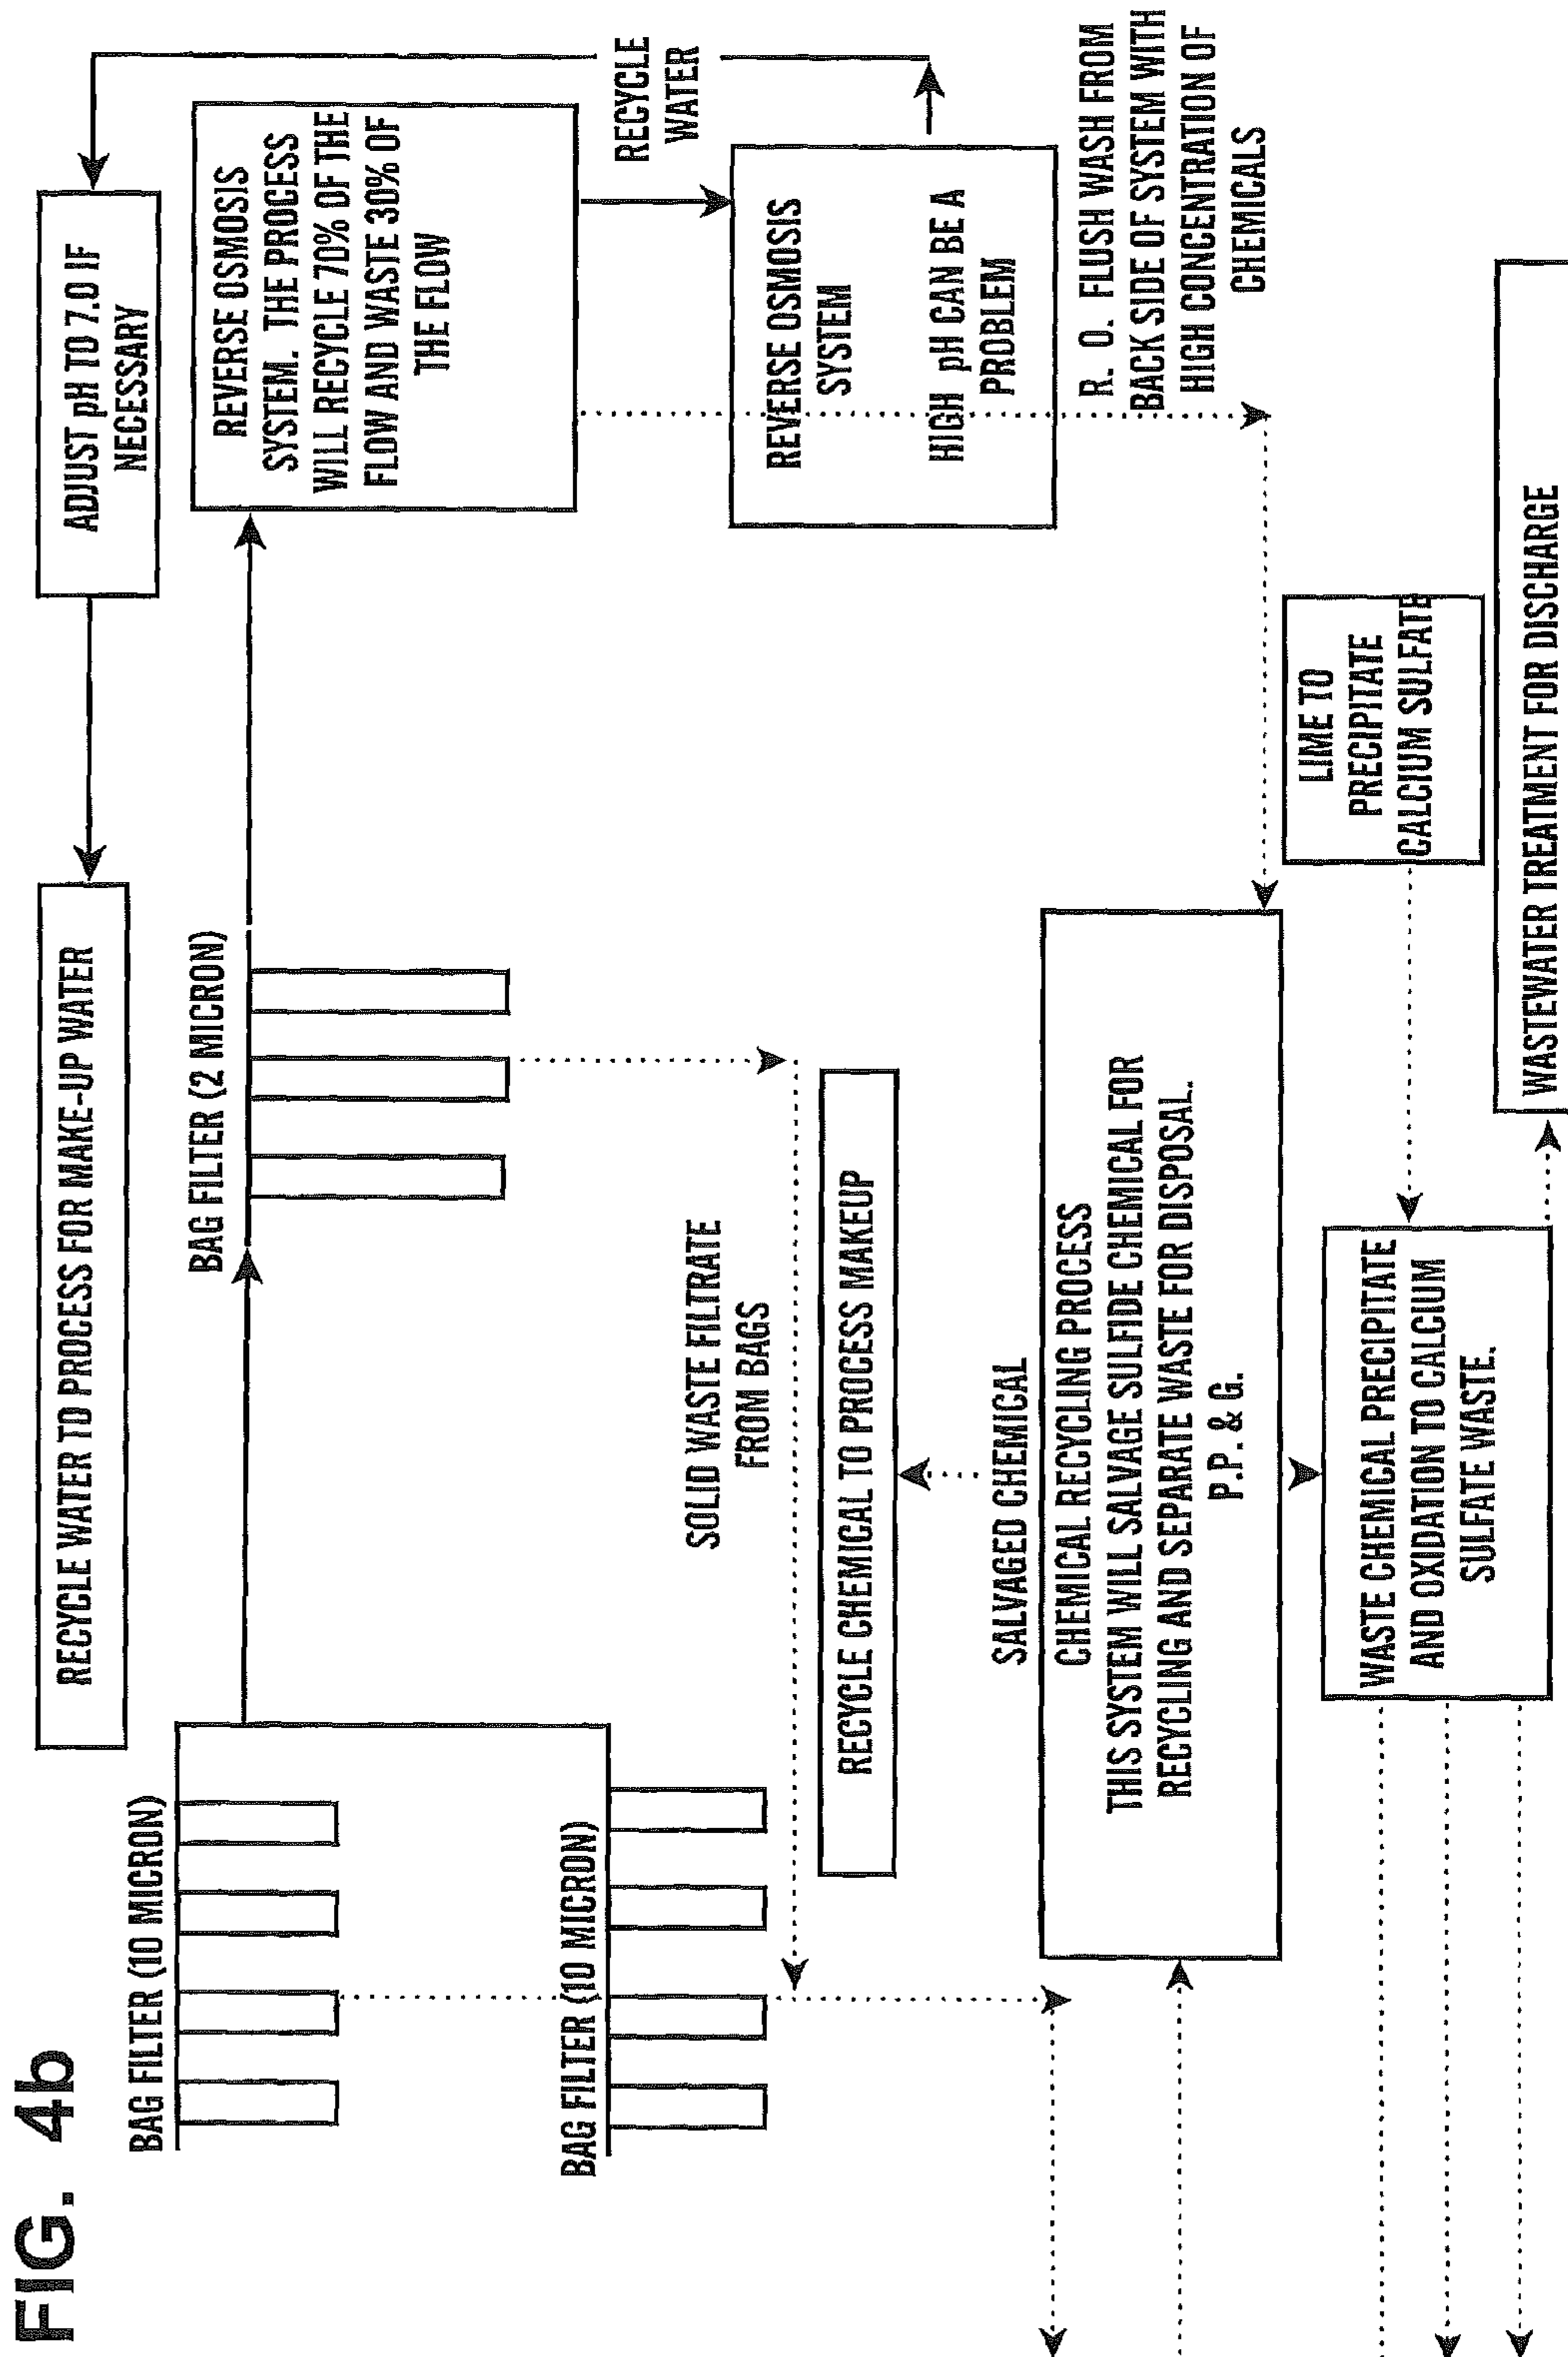 FIG. 4b
BAG FILTER (10 MICRON)
RECYCLE WATER TO PROCESS FOR MAKE-UP WATER
ADJUST pH TO 7.0 IF
NECESSARY
BAG FILTER (2 MICRON)
REVERSE OSMOSIS
SYSTEM. THE PROCESS
WILL RECYCLE 70% OF THE
FLOW AND WASTE 30% OF
THE FLOW
BAG FILTER (10 MICRON)
RECYCLE
WATER
SOLID WASTE FILTRATE
FROM BAGS
REVERSE OSMOSIS
SYSTEM
HIGH pH CAN BE A
PROBLEM
RECYCLE CHEMICAL TO PROCESS MAKEUP
SALVAGED CHEMICAL
R. O. FLUSH WASH FROM
BACK SIDE OF SYSTEM WITH
HIGH CONCENTRATION OF
CHEMICALS
CHEMICAL RECYCLING PROCESS
THIS SYSTEM WILL SALVAGE SULFIDE CHEMICAL FOR
RECYCLING AND SEPARATE WASTE FOR DISPOSAL.
P.P. & G.
LIME TO
PRECIPITATE
CALCIUM SULFATE
WASTE CHEMICAL PRECIPITATE
AND OXIDATION TO CALCIUM
SULFATE WASTE.
WASTEWATER TREATMENT FOR DISCHARGE